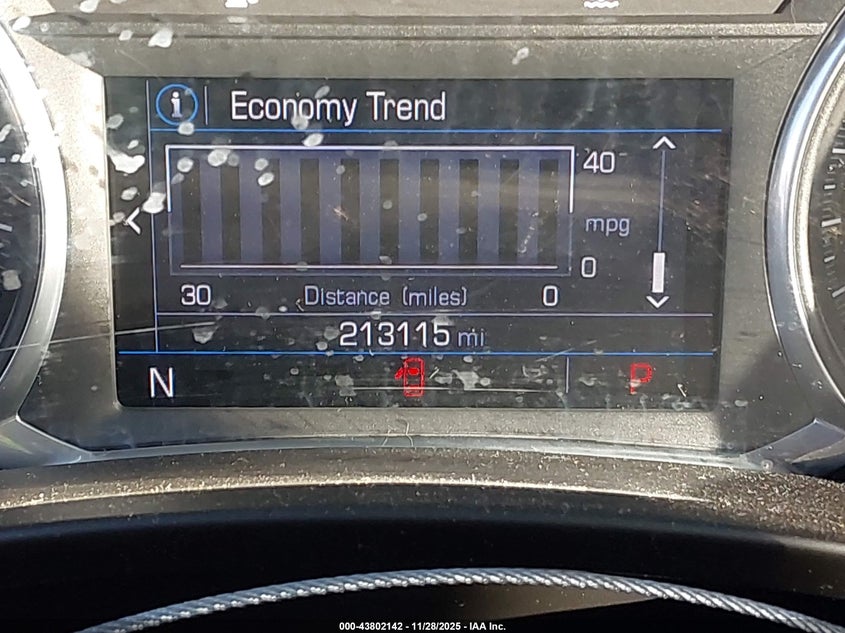 i Economy Trend
40
mpg
0
30 Distance (miles) 0
213115 mi
N P
000-43802142 - 11/28/2025 - IAA Inc.